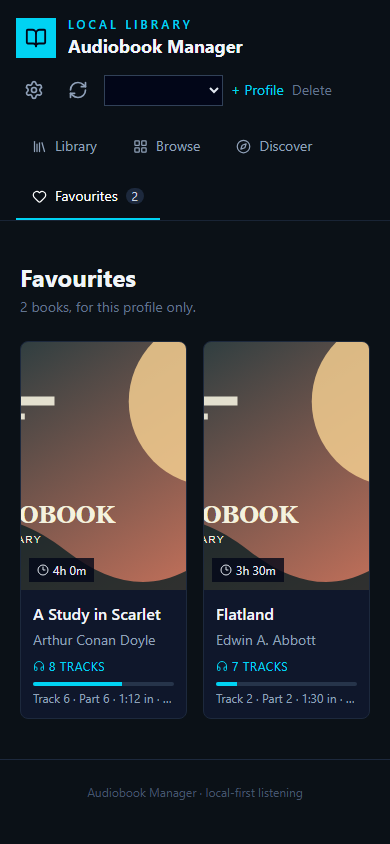 LOCAL LIBRARY
Audiobook Manager
+ Profile Delete
Library Browse Discover
Favourites 2
Favourites
2 books, for this profile only.
OBOOK OBOOK
ARY ARY
4h 0m 3h 30m
A Study in Scarlet
Arthur Conan Doyle
8 TRACKS
Track 6 · Part 6 · 1:12 in · ...
Flatland
Edwin A. Abbott
7 TRACKS
Track 2 · Part 2 · 1:30 in · ...
Audiobook Manager · local-first listening